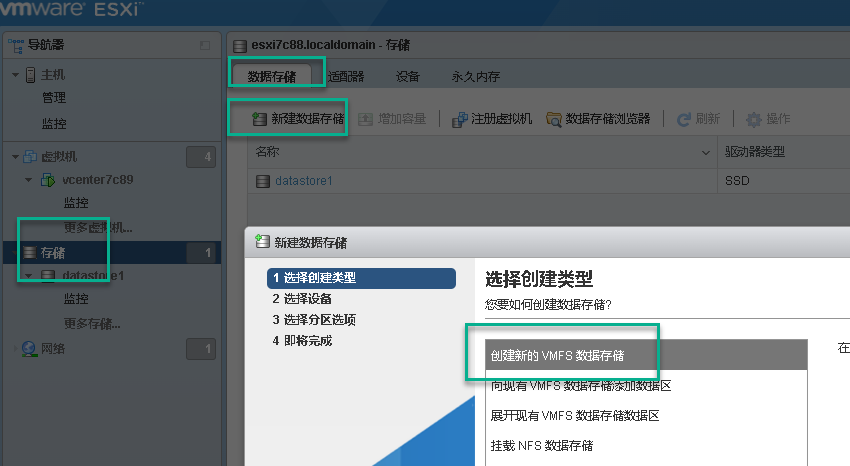 vmware ESXi™
导航器
主机
管理
监控
虚拟机 4
vcenter7c89
监控
更多虚拟机...
存储 1
datastore1
监控
更多存储...
网络 1
esxi7c88.localdomain - 存储
数据存储 适配器 设备 永久内存
新建数据存储 增加容量 注册虚拟机 数据存储浏览器 刷新 操作
名称 驱动器类型
datastore1 SSD
新建数据存储
1 选择创建类型
2 选择设备
3 选择分区选项
4 即将完成
选择创建类型
您要如何创建数据存储?
创建新的 VMFS 数据存储
在
向现有 VMFS 数据存储添加数据区
展开现有 VMFS 数据存储数据区
挂载 NFS 数据存储